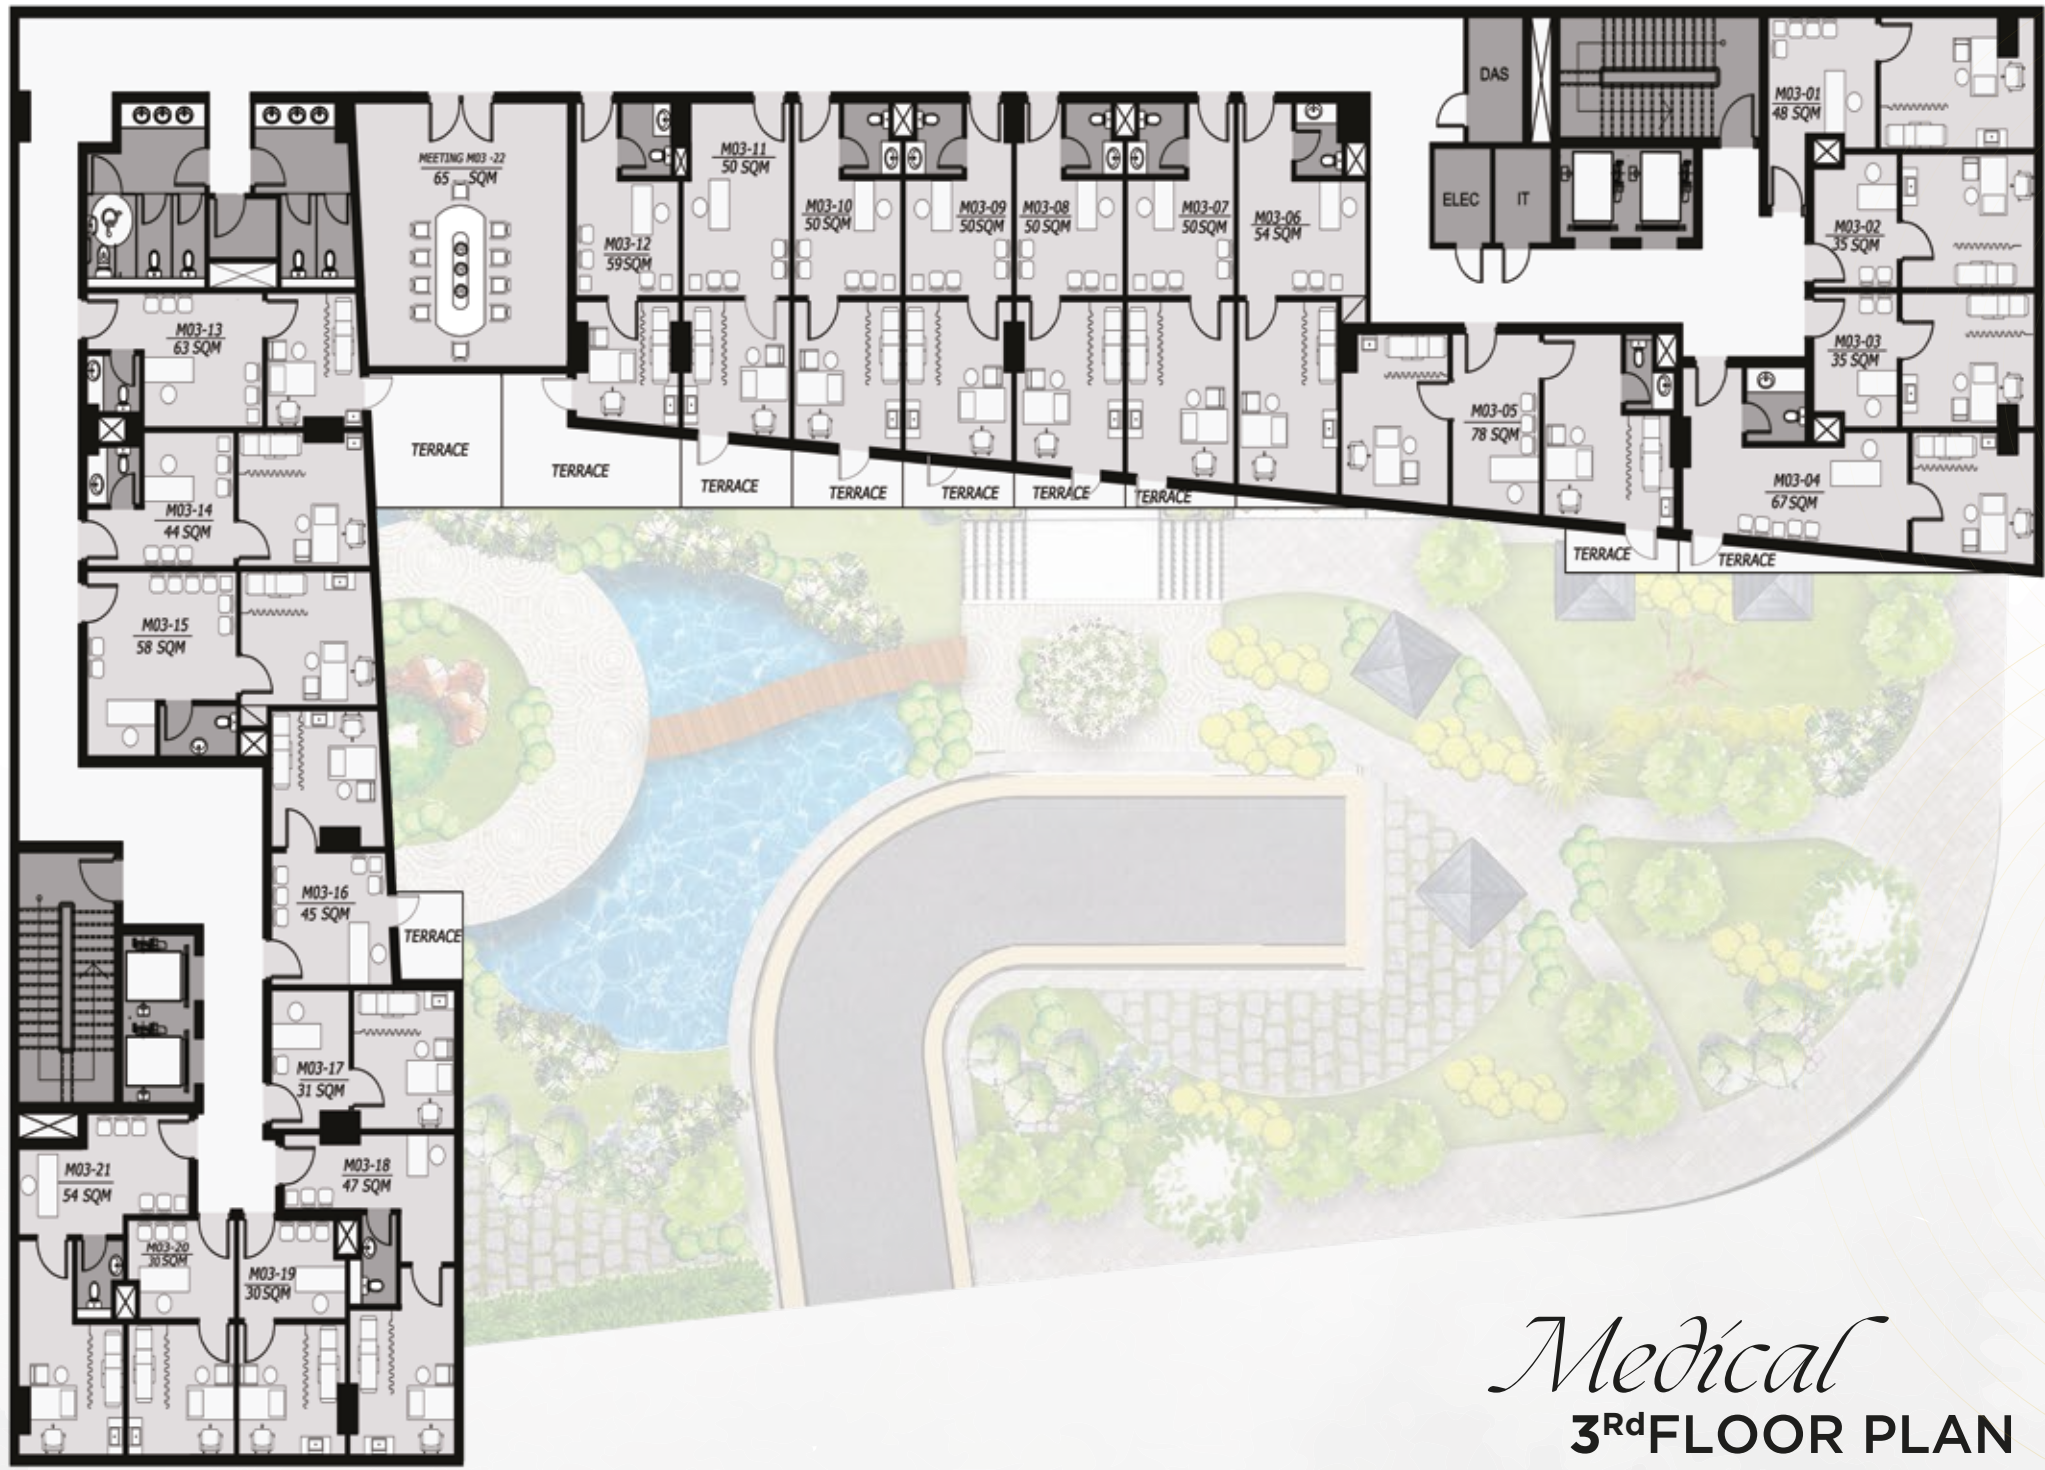 DAS
M03-01
48 SQM
MEETING M03 -22
65 SQM
M03-11
50 SQM
ELEC
IT
M03-12
59 SQM
M03-10
50 SQM
M03-09
50 SQM
M03-08
50 SQM
M03-07
50 SQM
M03-06
54 SQM
M03-02
35 SQM
M03-13
63 SQM
M03-03
35 SQM
M03-05
78 SQM
TERRACE
TERRACE
TERRACE
TERRACE
TERRACE
TERRACE
TERRACE
M03-04
67 SQM
M03-14
44 SQM
TERRACE
TERRACE
M03-15
58 SQM
M03-16
45 SQM
TERRACE
M03-17
31 SQM
M03-21
54 SQM
M03-18
47 SQM
M03-20
30 SQM
M03-19
30 SQM
Medical
3Rd FLOOR PLAN